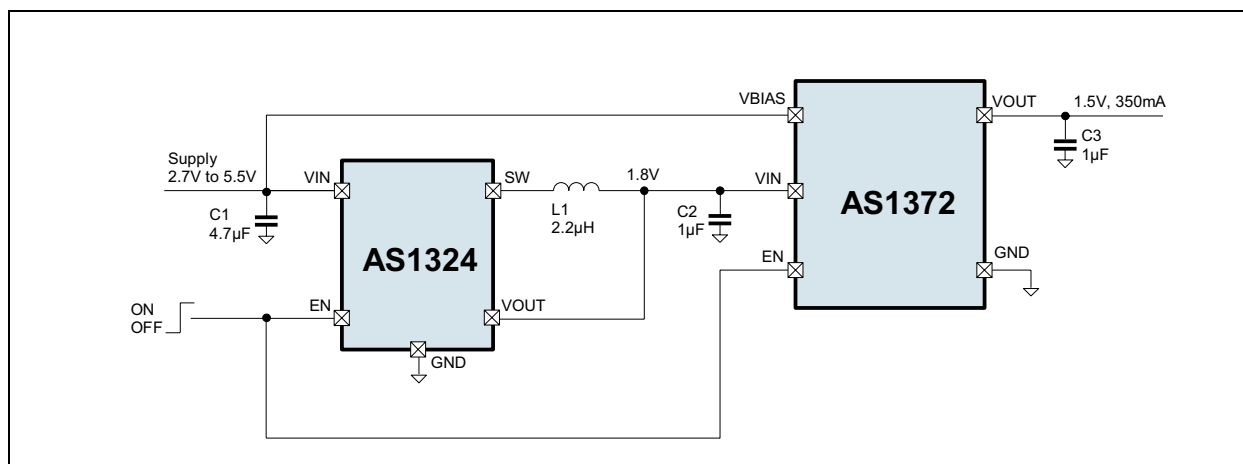 VBIAS
VOUT
1.5V, 350mA
C3
1µF
Supply
2.7V to 5.5V
VIN
SW
1.8V
VIN
C1
4.7µF
L1
2.2µH
C2
1µF
AS1372
AS1324
EN
GND
ON
OFF
EN
VOUT
GND